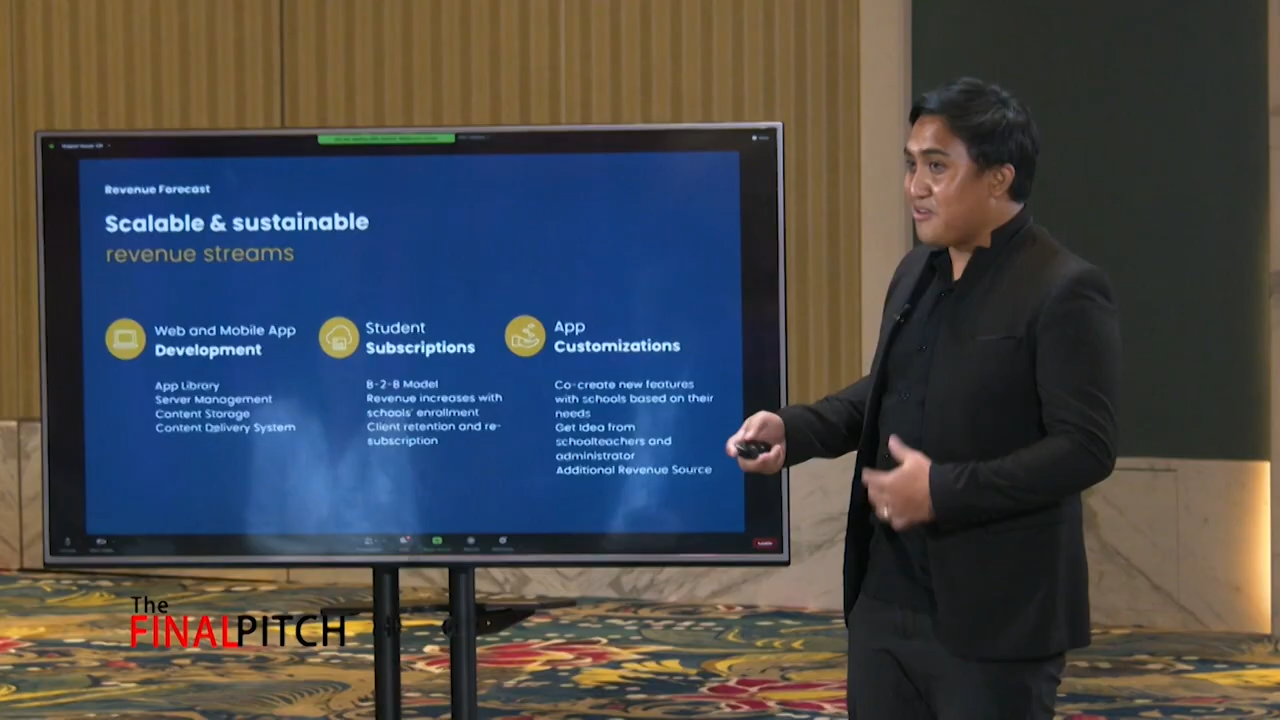 Revenue Forecast
Scalable & sustainable
revenue streams
Web and Mobile App
Development
App Library
Server Management
Content Storage
Content Delivery System
Student
Subscriptions
B-2-B Model
Revenue increases with
schools' enrollment
Client retention and re-
subscription
App
Customizations
Co-create new features
with schools based on their
needs
Get Idea from
schoolteachers and
administrator
Additional Revenue Source
The
FINALPITCH